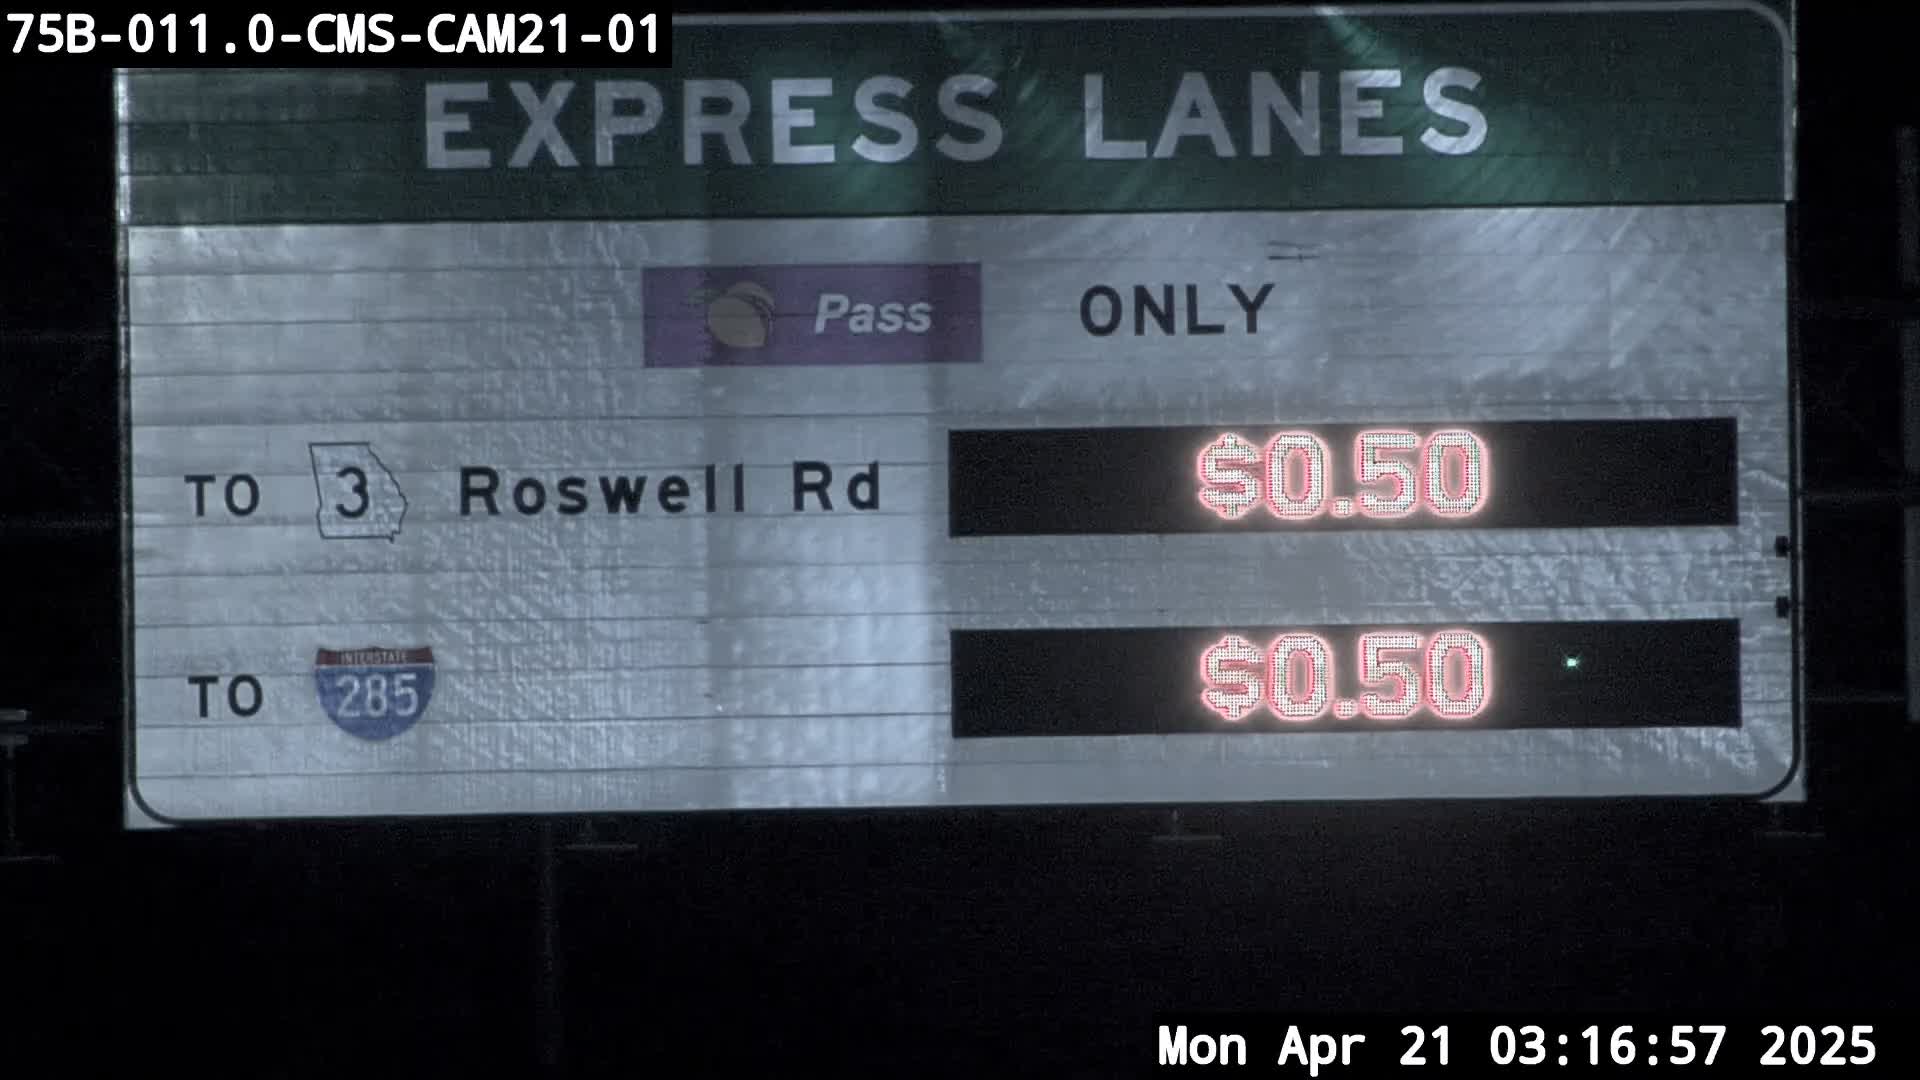 75B-011.0-CMS-CAM21-01
EXPRESS LANES
Pass ONLY
TO 3 Roswell Rd $0.50
TO INTERSTATE 285 $0.50
Mon Apr 21 03:16:57 2025